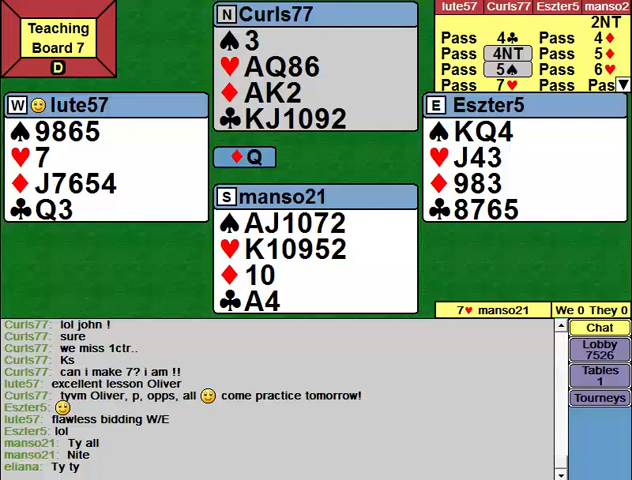 Teaching
Board 7
D
N Curls77
♠ 3
♥ AQ86
♦ AK2
♣ KJ1092
lute57 Curls77 Eszter5 manso2
2NT
Pass 4♣ Pass 4♦
Pass 4NT Pass 5♦
Pass 5♠ Pass 6♥
Pass 7♥ Pas
W lute57
♠ 9865
♥ 7
♦ J7654
♣ Q3
♦ Q
E Eszter5
♠ KQ4
♥ J43
♦ 983
♣ 8765
S manso21
♠ AJ1072
♥ K10952
♦ 10
♣ A4
7♥ manso21 We 0 They 0
Curls77: lol john !
Curls77: sure
Curls77: we miss 1ctr..
Curls77: Ks
Curls77: can i make 7? i am !!
lute57: excellent lesson Oliver
Curls77: tyvm Oliver, p, opps, all come practice tomorrow!
Eszter5:
lute57: flawless bidding W/E
Eszter5: lol
manso21: Ty all
manso21: Nite
eliana: Ty ty
Chat
Lobby
7526
Tables
1
Tourneys